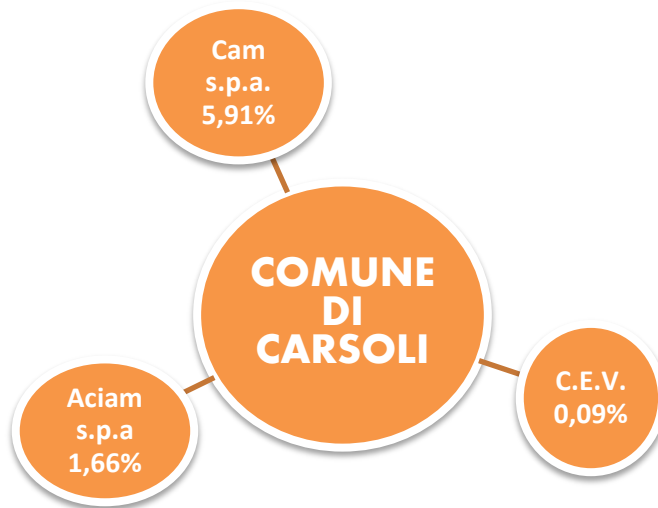 Cam
s.p.a.
5,91%
COMUNE
DI
CARSOLI
C.E.V.
0,09%
Aciam
s.p.a
1,66%